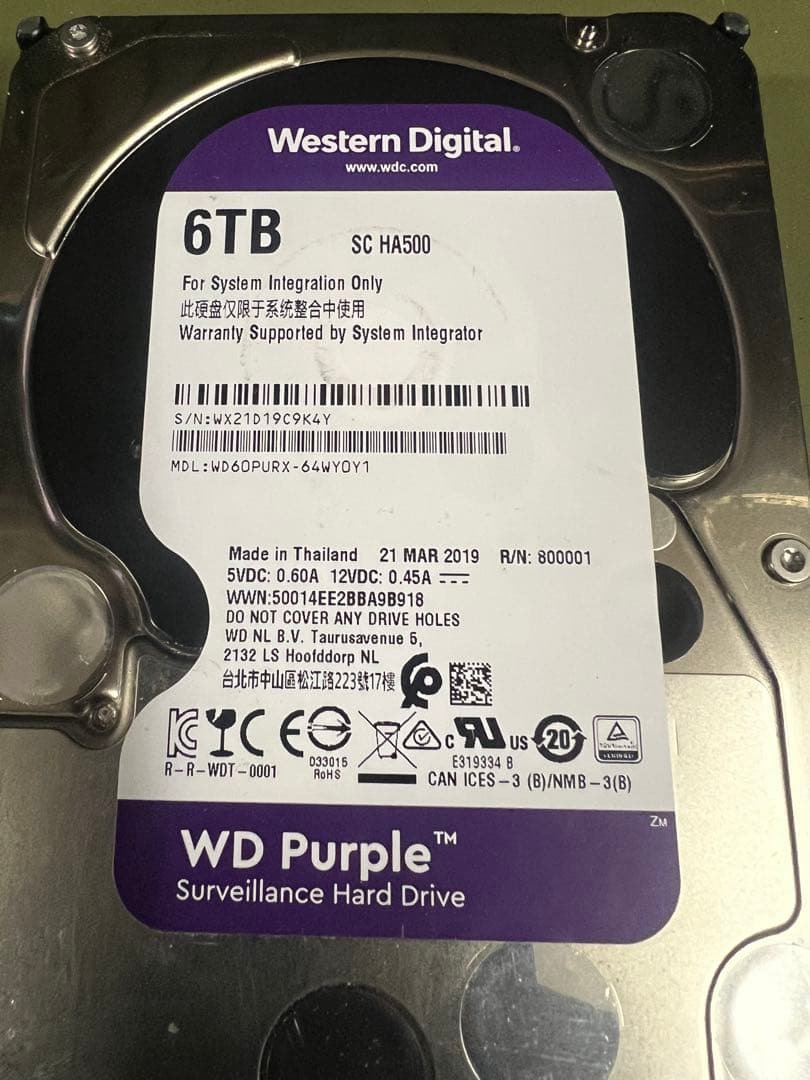 Western Digital®
www.wdc.com
6TB SC HA500
For System Integration Only
此硬盘仅限于系统整合中使用
Warranty Supported by System Integrator
S/N:WX21D19C9K4Y
MDL:WD60PURX-64WY0Y1
Made in Thailand 21 MAR 2019 R/N: 800001
5VDC: 0.60A 12VDC: 0.45A
WWN:50014EE2BBA9B918
DO NOT COVER ANY DRIVE HOLES
WD NL B.V. Taurusavenue 5,
2132 LS Hoofddorp NL
台北市中山區松江路223號17樓
CE c US 20
R-R-WDT-0001 D33015 E319334 B
RoHS CAN ICES-3 (B)/NMB-3(B)
ZM
WD Purple™
Surveillance Hard Drive